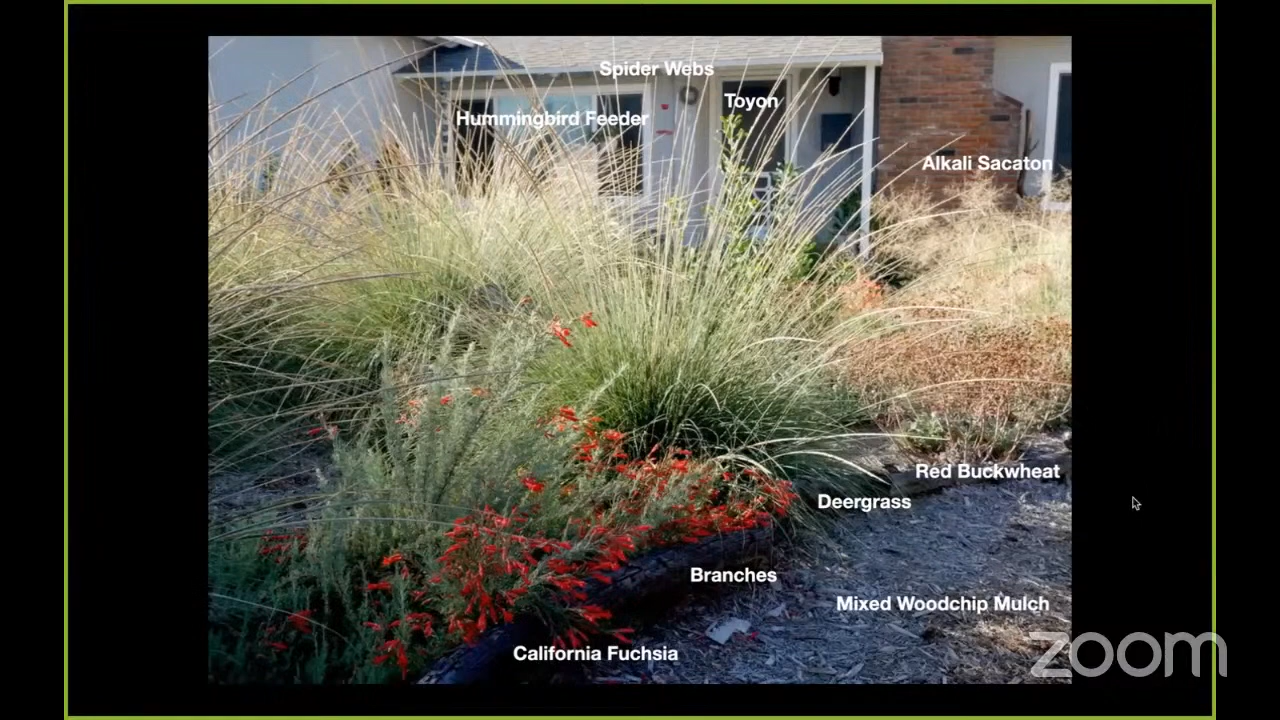 Spider Webs
Toyon
Hummingbird Feeder
Alkali Sacaton
Red Buckwheat
Deergrass
Branches
Mixed Woodchip Mulch
California Fuchsia
zoom